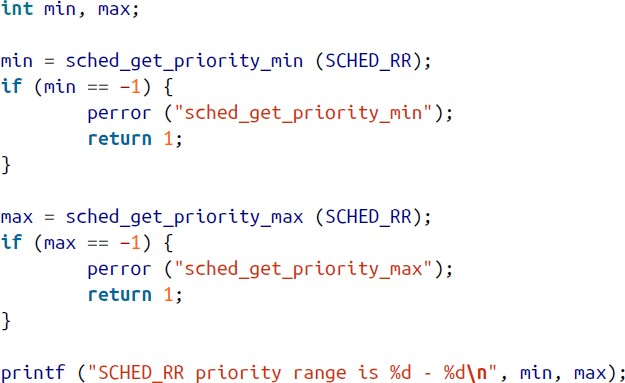 int min, max;
min = sched_get_priority_min (SCHED_RR);
if (min == −1) {
perror ("sched_get_priority_min");
return 1;
}
max = sched_get_priority_max (SCHED_RR);
if (max == −1) {
perror ("sched_get_priority_max");
return 1;
}
printf ("SCHED_RR priority range is %d - %d\n", min, max);